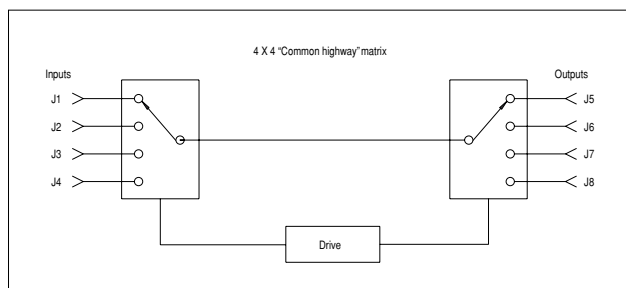 4 X 4 “Common highway” matrix
Inputs
Outputs
J1
J5
J2
J6
J3
J7
J4
J8
Drive